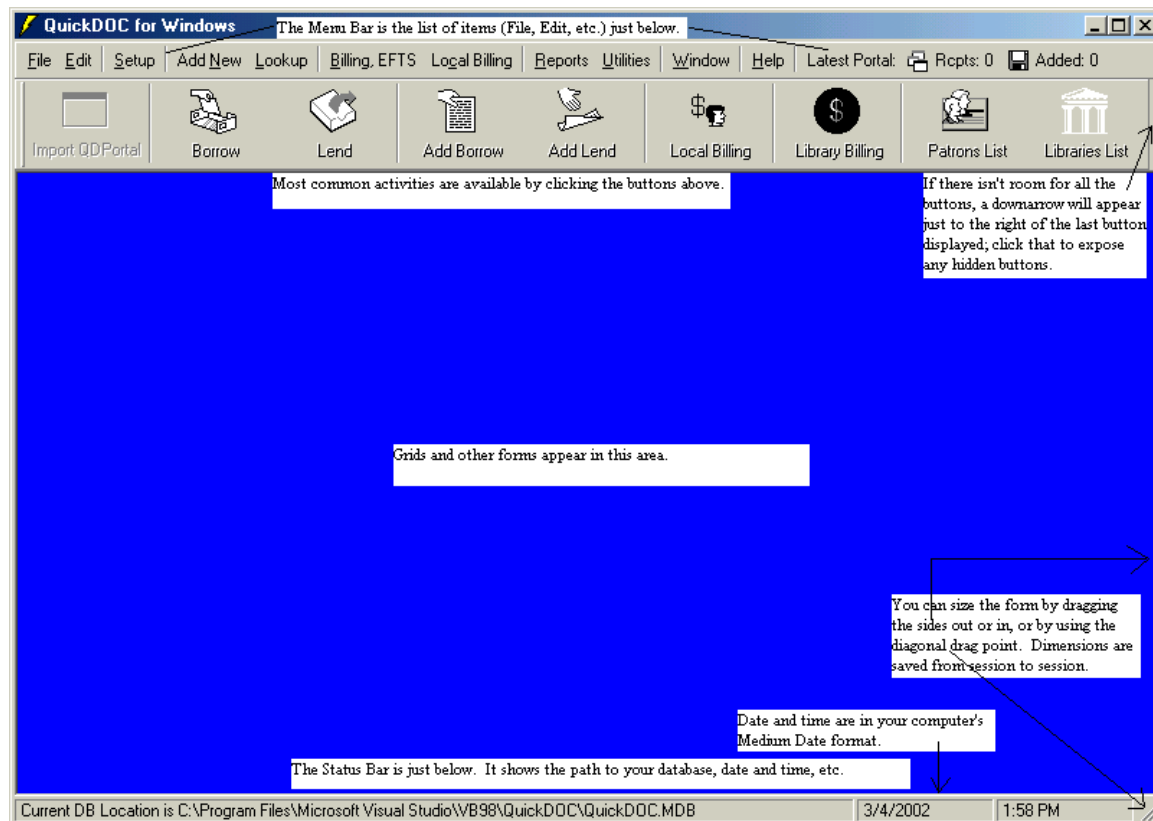 QuickDOC for Windows
The Menu Bar is the list of items (File, Edit, etc.) just below.
File Edit Setup Add New Lookup Billing, EFTS Local Billing Reports Utilities Window Help Latest Portal: Rcpts: 0 Added: 0
Import QDPortal Borrow Lend Add Borrow Add Lend Local Billing Library Billing Patrons List Libraries List
Most common activities are available by clicking the buttons above.
If there isn't room for all the
buttons, a downarrow will appear
just to the right of the last button
displayed; click that to expose
any hidden buttons.
Grids and other forms appear in this area.
You can size the form by dragging
the sides out or in, or by using the
diagonal drag point. Dimensions are
saved from session to session.
Date and time are in your computer's
Medium Date format.
The Status Bar is just below. It shows the path to your database, date and time, etc.
Current DB Location is C:\Program Files\Microsoft Visual Studio\VB98\QuickDOC\QuickDOC.MDB 3/4/2002 1:58 PM